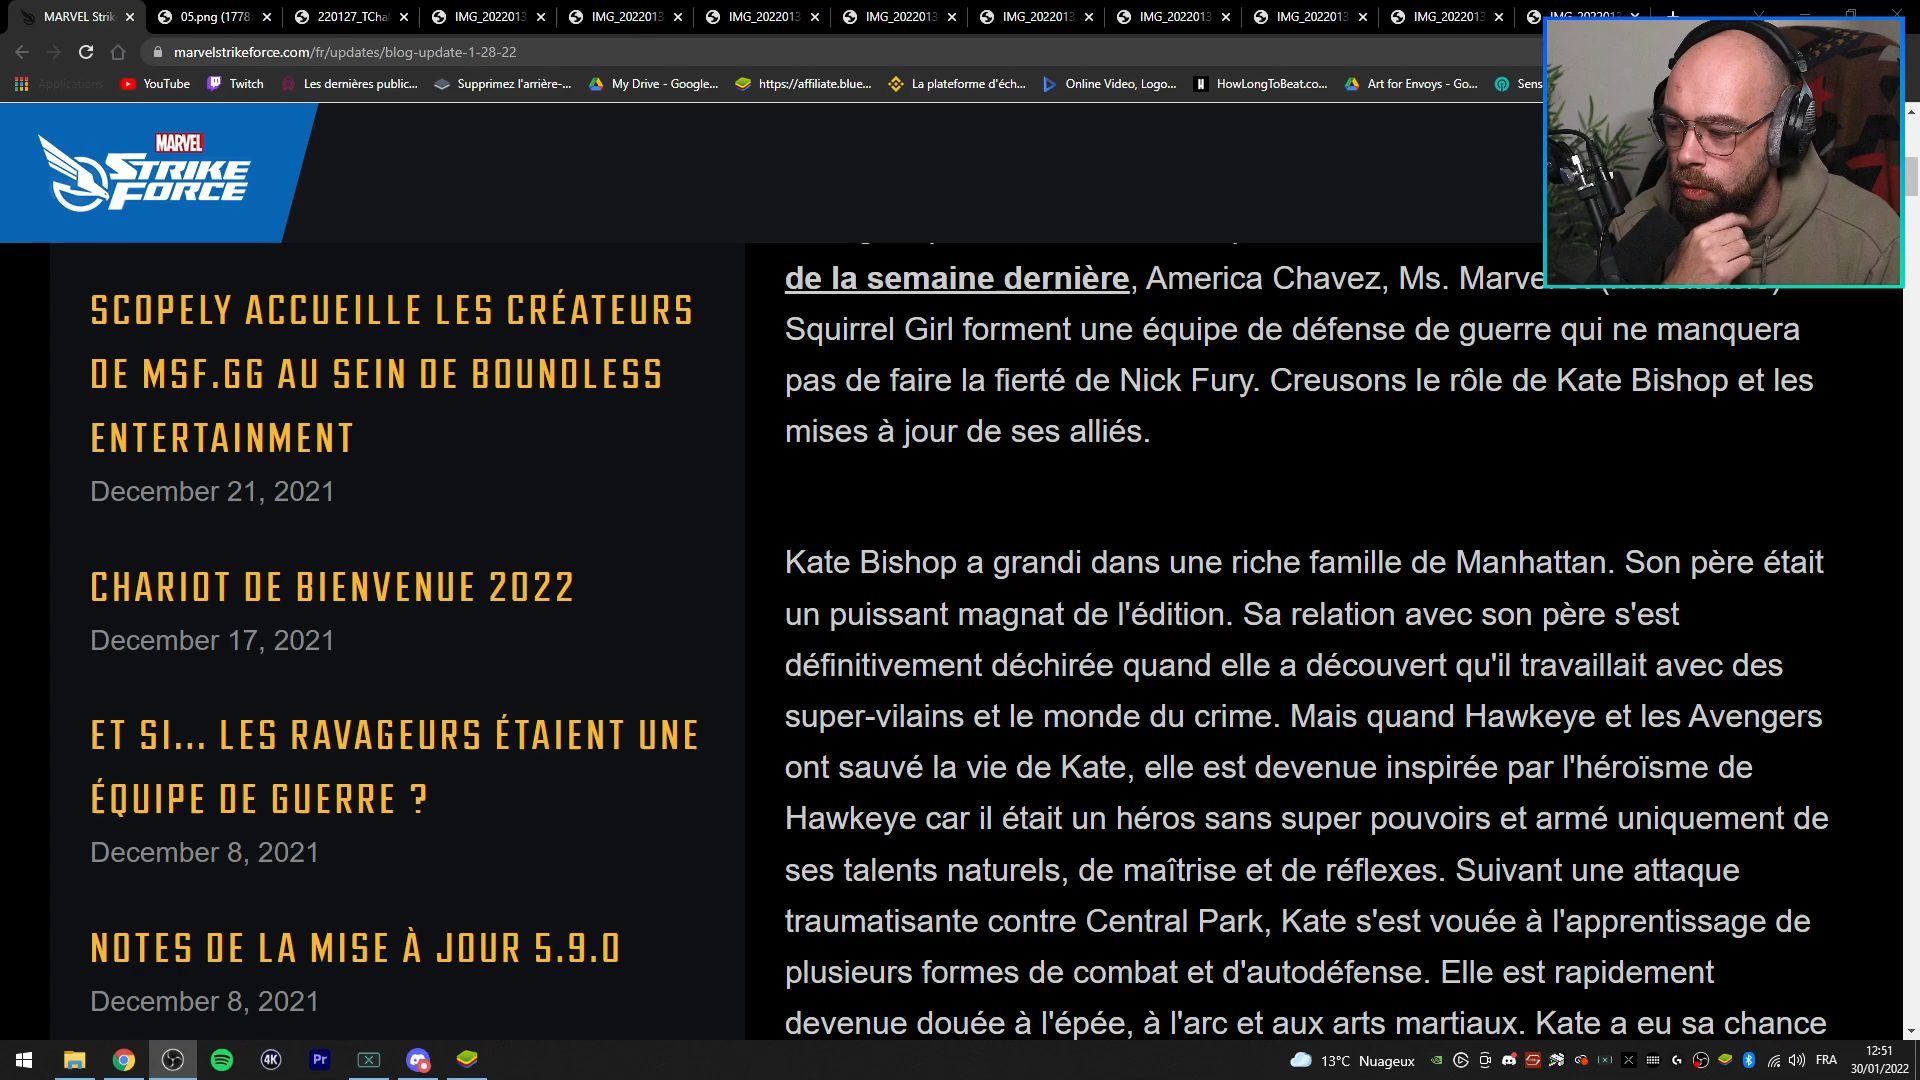 MARVEL Strik
05.png (1778
220127_TChal
IMG_2022013
IMG_2022013
IMG_2022013
IMG_2022013
IMG_2022013
IMG_2022013
IMG_2022013
IMG_2022013
marvelstrikeforce.com/fr/updates/blog-update-1-28-22
Applications
YouTube
Twitch
Les dernières public...
Supprimez l'arrière-...
My Drive - Google...
https://affiliate.blue...
La plateforme d'éch...
Online Video, Logo...
HowLongToBeat.co...
Art for Envoys - Go...
Sens
MARVEL
STRIKE
FORCE
SCOPELY ACCUEILLE LES CRÉATEURS
DE MSF.GG AU SEIN DE BOUNDLESS
ENTERTAINMENT
December 21, 2021
CHARIOT DE BIENVENUE 2022
December 17, 2021
ET SI... LES RAVAGEURS ÉTAIENT UNE
ÉQUIPE DE GUERRE ?
December 8, 2021
NOTES DE LA MISE À JOUR 5.9.0
December 8, 2021
de la semaine dernière, America Chavez, Ms. Marvel
Squirrel Girl forment une équipe de défense de guerre qui ne manquera
pas de faire la fierté de Nick Fury. Creusons le rôle de Kate Bishop et les
mises à jour de ses alliés.
Kate Bishop a grandi dans une riche famille de Manhattan. Son père était
un puissant magnat de l'édition. Sa relation avec son père s'est
définitivement déchirée quand elle a découvert qu'il travaillait avec des
super-vilains et le monde du crime. Mais quand Hawkeye et les Avengers
ont sauvé la vie de Kate, elle est devenue inspirée par l'héroïsme de
Hawkeye car il était un héros sans super pouvoirs et armé uniquement de
ses talents naturels, de maîtrise et de réflexes. Suivant une attaque
traumatisante contre Central Park, Kate s'est vouée à l'apprentissage de
plusieurs formes de combat et d'autodéfense. Elle est rapidement
devenue douée à l'épée, à l'arc et aux arts martiaux. Kate a eu sa chance
4K
Pr
13°C Nuageux
FRA
12:51
30/01/2022